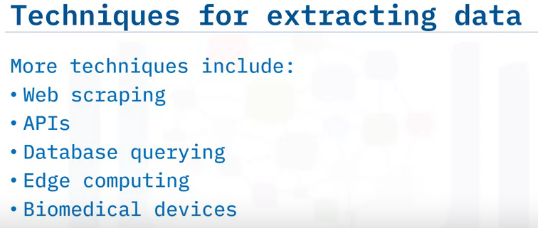 Techniques for extracting data
More techniques include:
• Web scraping
• APIs
• Database querying
• Edge computing
• Biomedical devices